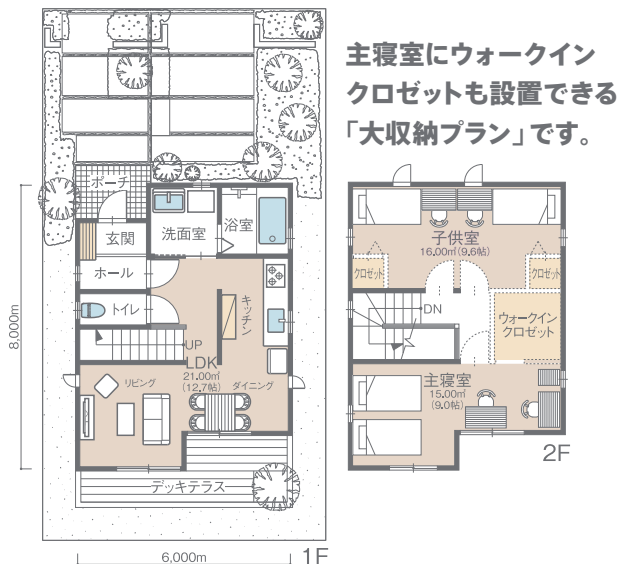 主寝室にウォークイン
クロゼットも設置できる
「大収納プラン」です。
ポーチ
玄関
洗面室
浴室
ホール
トイレ
キッチン
UP
LDK
21.00㎡
(12.7帖)
リビング
ダイニング
デッキテラス
8,000m
6,000m
1F
子供室
16.00㎡(9.6帖)
クロゼット
クロゼット
DN
ウォークイン
クロゼット
主寝室
15.00㎡
(9.0帖)
2F